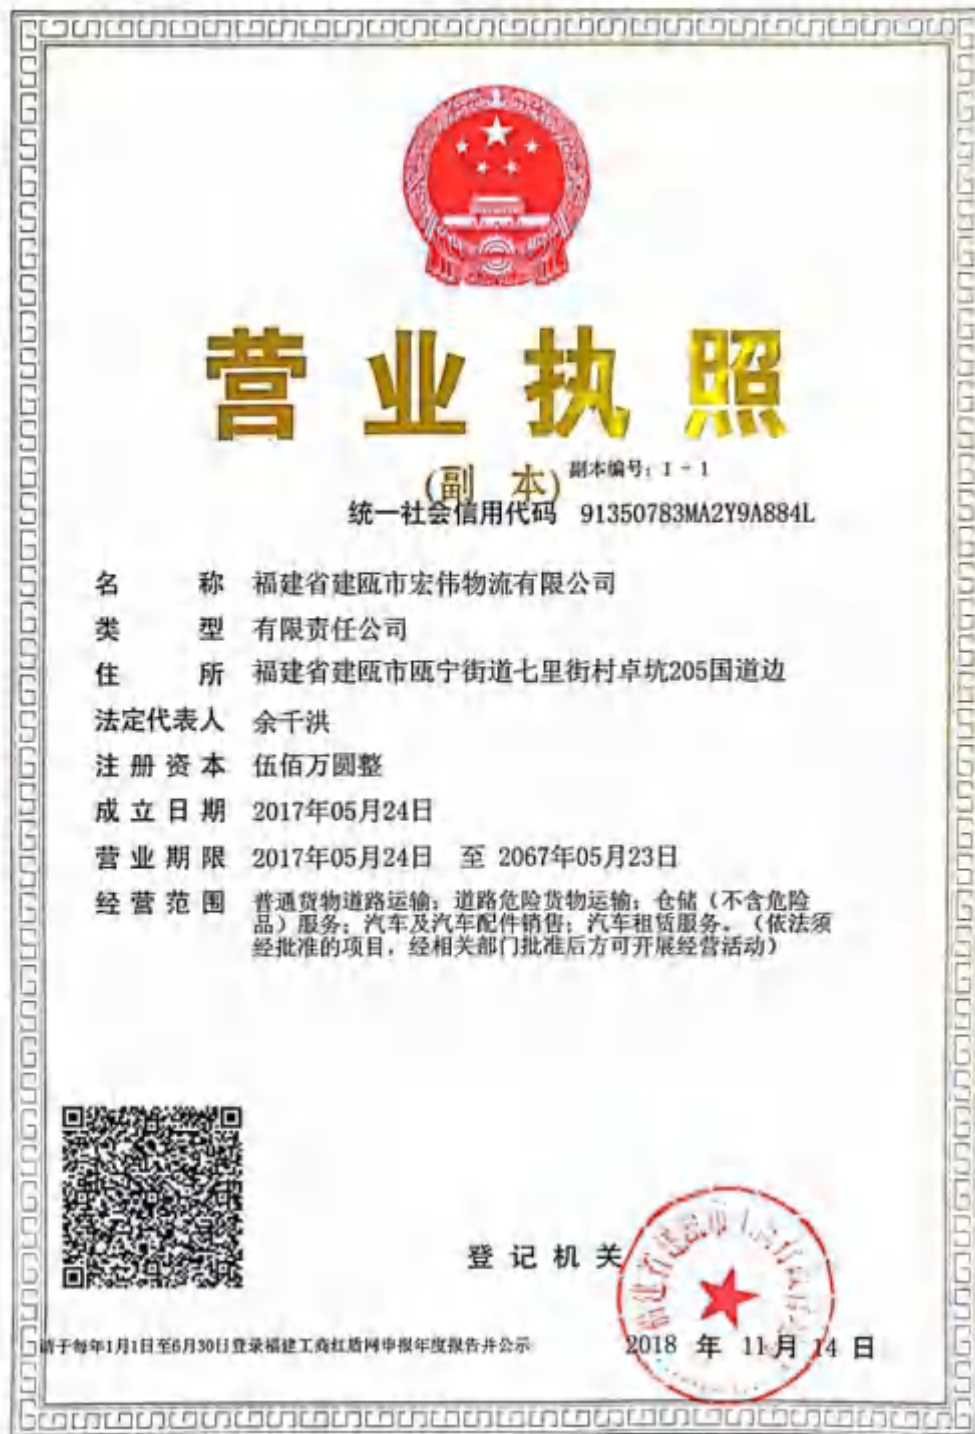 营业执照
(副 本) 副本编号：1－1
统一社会信用代码 91350783MA2Y9A884L
名称 福建省建瓯市宏伟物流有限公司
类型 有限责任公司
住所 福建省建瓯市瓯宁街道七里街村卓坑205国道边
法定代表人 余千洪
注册资本 伍佰万圆整
成立日期 2017年05月24日
营业期限 2017年05月24日 至 2067年05月23日
经营范围 普通货物道路运输；道路危险货物运输；仓储（不含危险
品）服务；汽车及汽车配件销售；汽车租赁服务。（依法须
经批准的项目，经相关部门批准后方可开展经营活动）
登记机关
2018 年 11月 14 日
请于每年1月1日至6月30日登录福建工商红盾网申报年度报告并公示